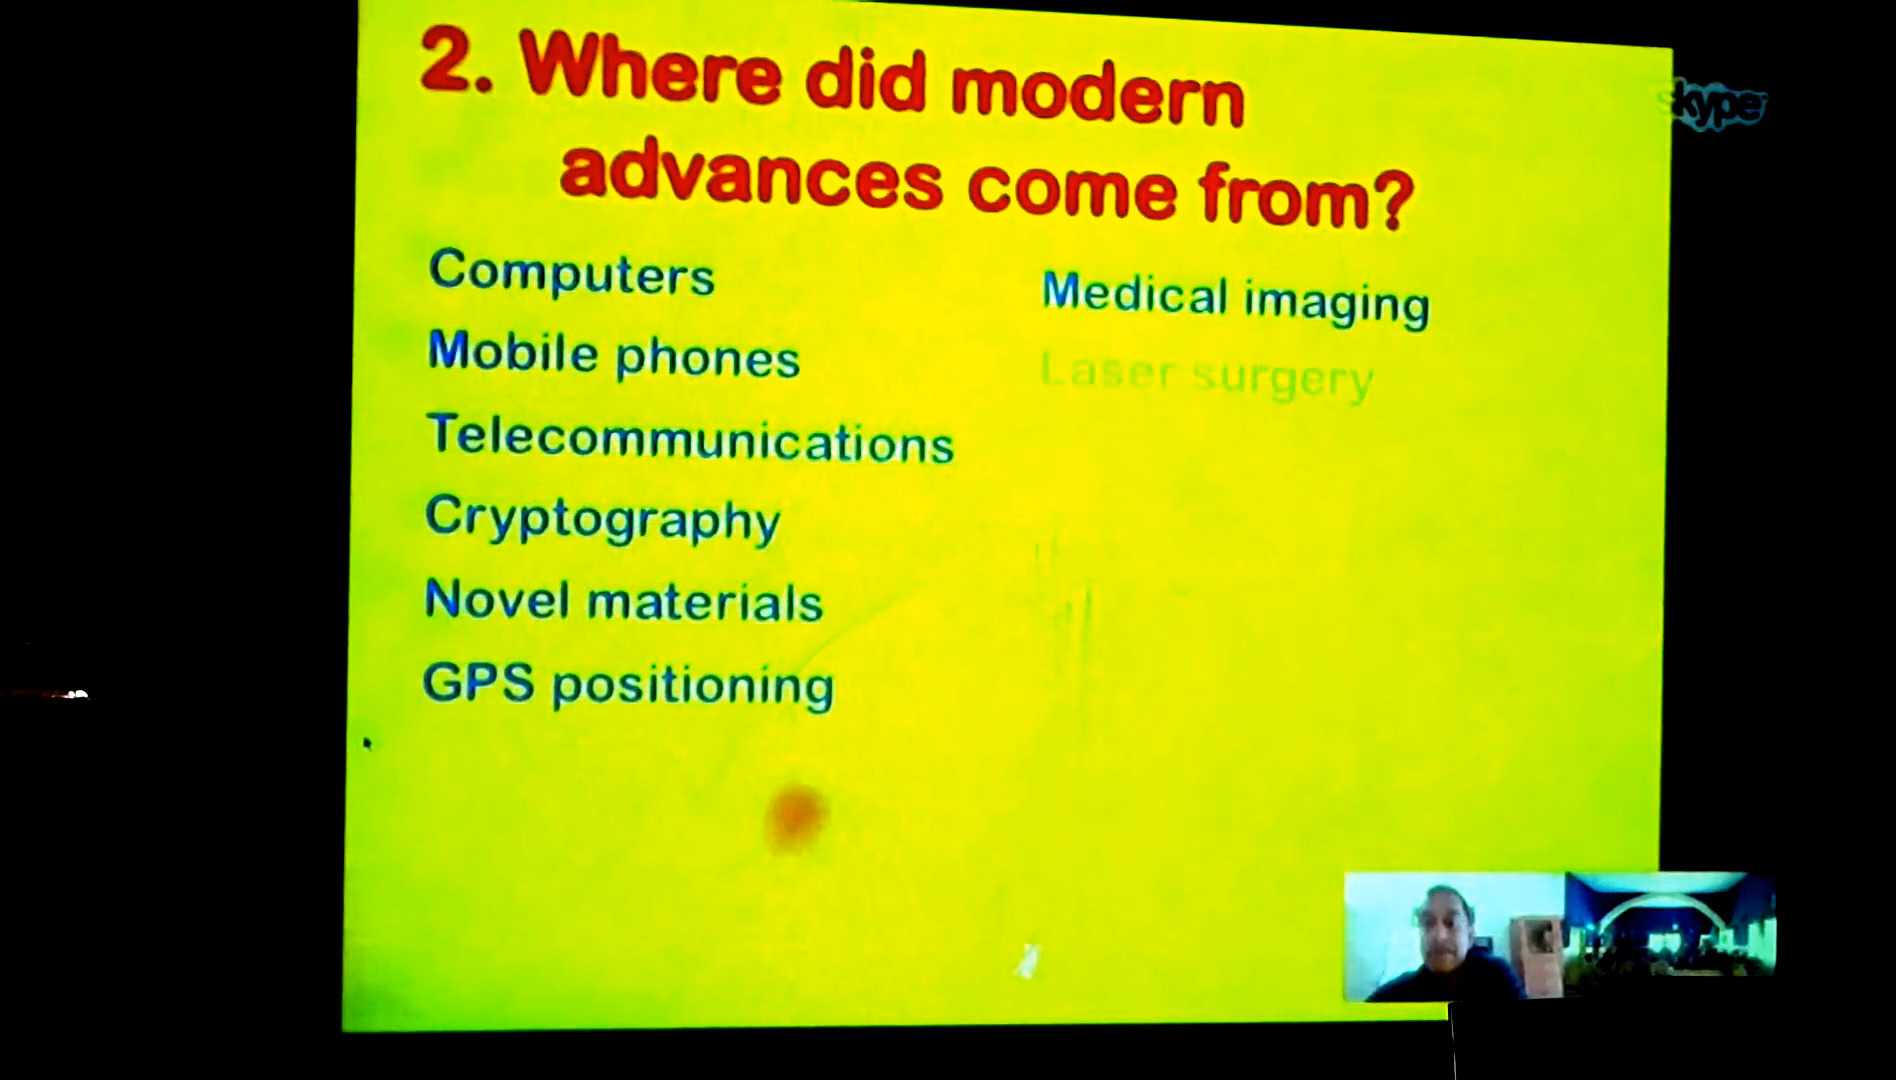 2. Where did modern
advances come from?
Computers
Mobile phones
Telecommunications
Cryptography
Novel materials
GPS positioning
Medical imaging
Laser surgery
skype